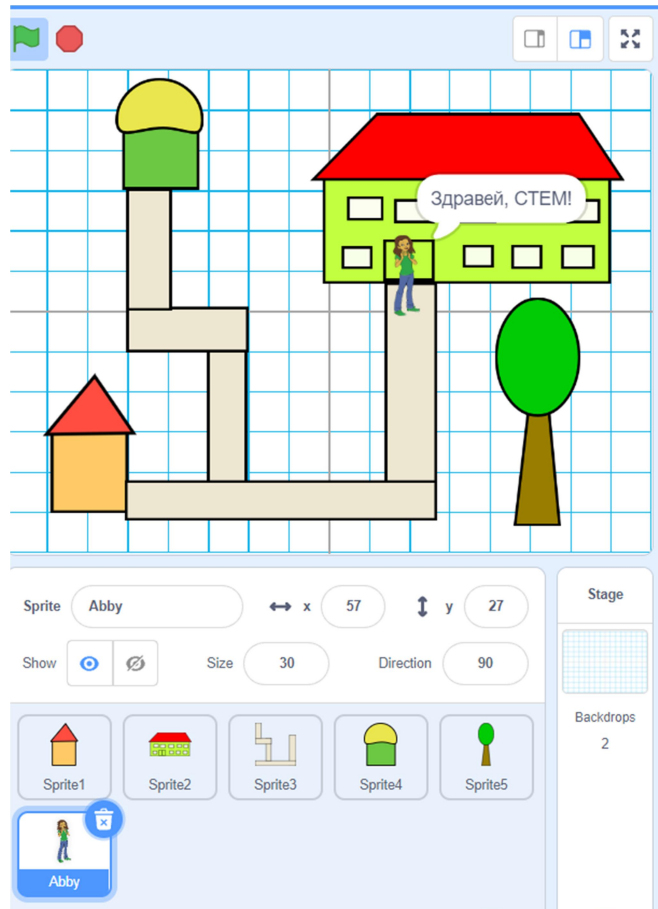 Здравей, СТЕМ!
Sprite Abby x 57 y 27
Show Size 30 Direction 90
Stage
Backdrops
2
Sprite1 Sprite2 Sprite3 Sprite4 Sprite5
Abby